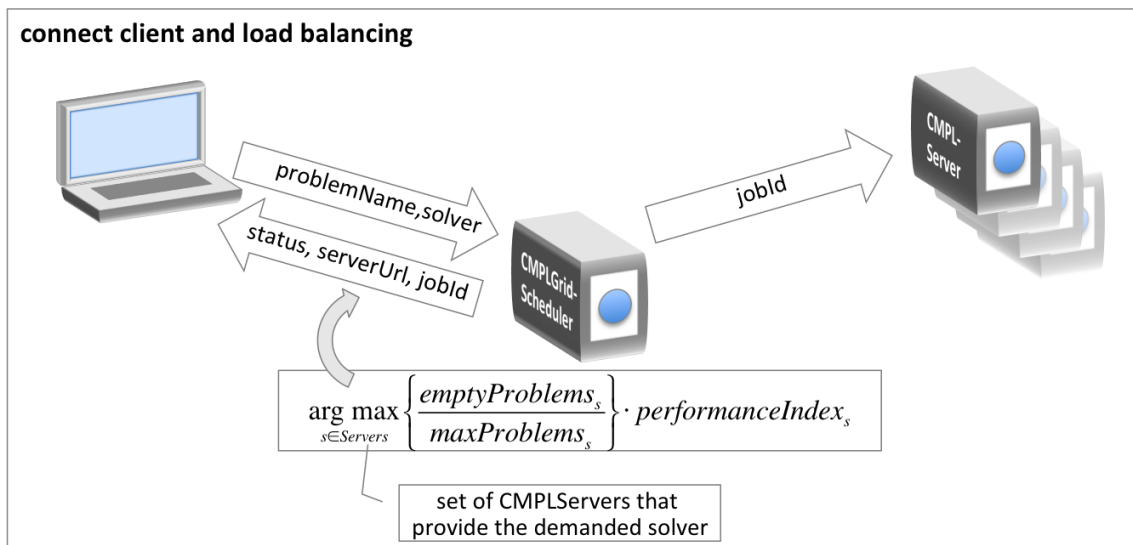 connect client and load balancing
problemName,solver
status, serverUrl, jobId
CMPLGrid-
Scheduler
jobId
CMPL-
Server
arg max { emptyProblems_s / maxProblems_s } · performanceIndex_s
s∈Servers
set of CMPLServers that
provide the demanded solver